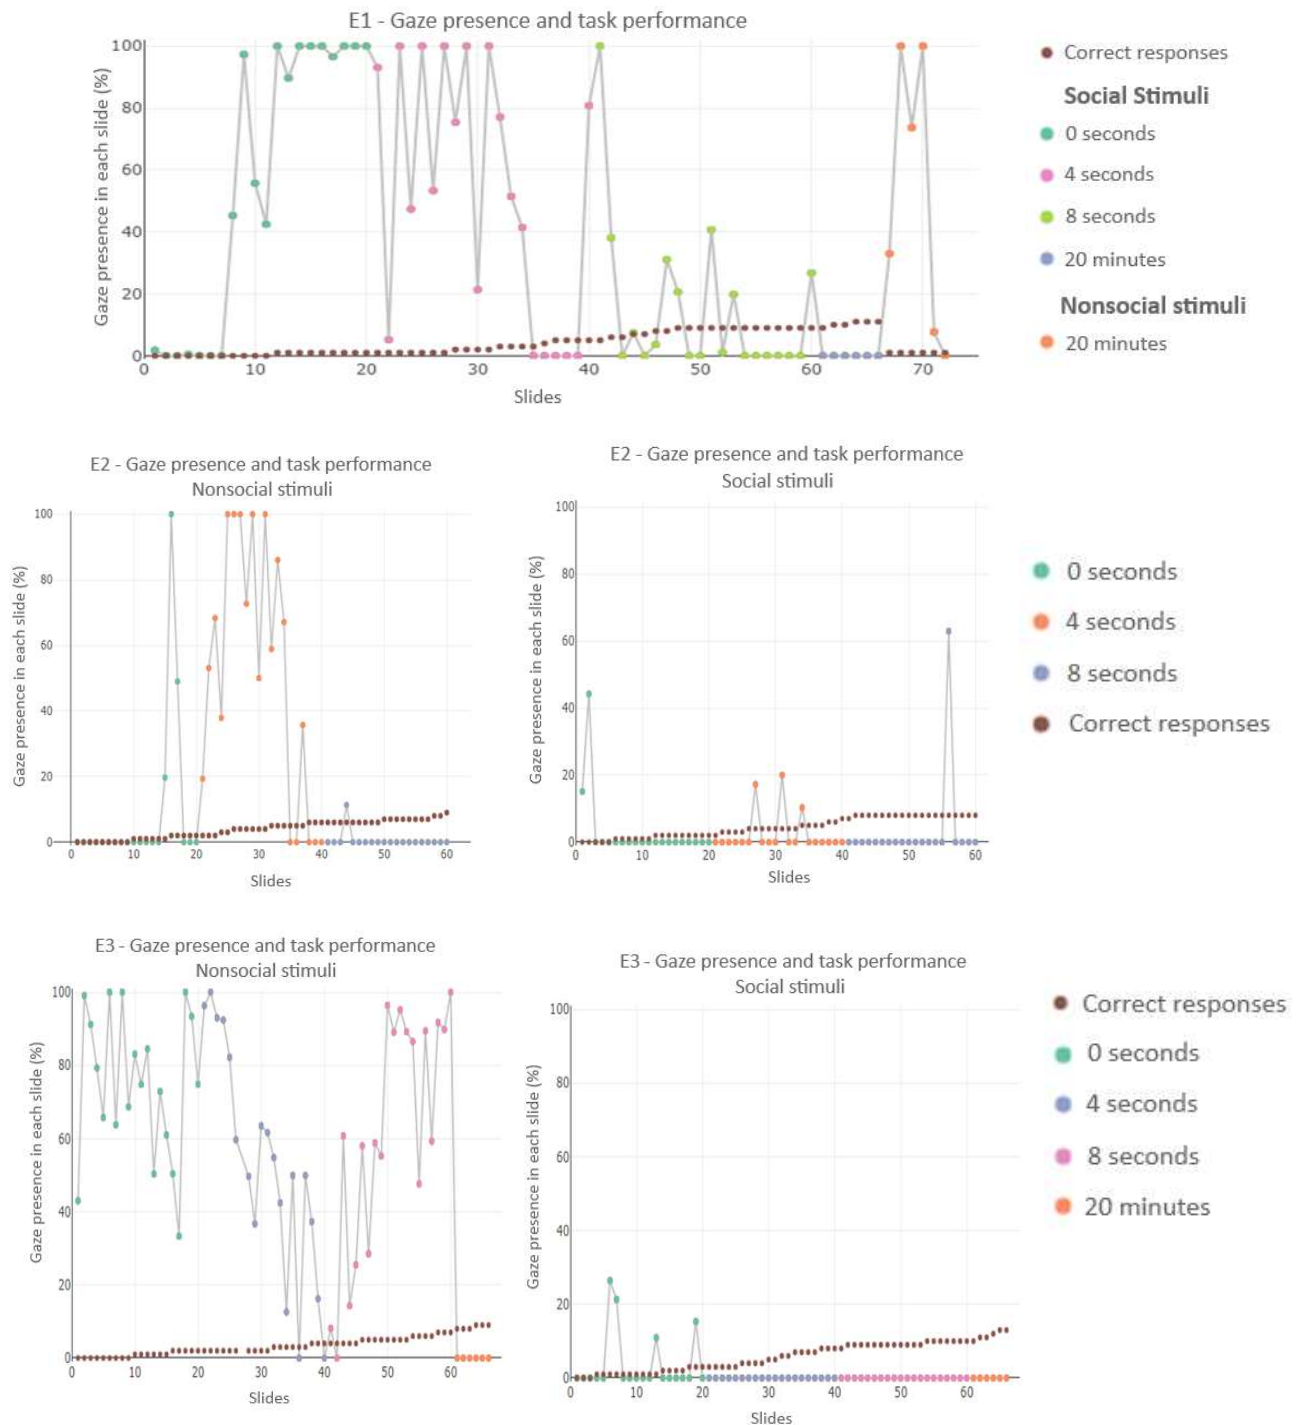 E1 - Gaze presence and task performance
Gaze presence in each slide (%)
100
80
60
40
20
0
0 10 20 30 40 50 60 70
Slides
Correct responses
Social Stimuli
0 seconds
4 seconds
8 seconds
20 minutes
Nonsocial stimuli
20 minutes
E2 - Gaze presence and task performance
Nonsocial stimuli
Gaze presence in each slide (%)
100
80
60
40
20
0
0 10 20 30 40 50 60
Slides
E2 - Gaze presence and task performance
Social stimuli
Gaze presence in each slide (%)
100
80
60
40
20
0
0 10 20 30 40 50 60
Slides
0 seconds
4 seconds
8 seconds
Correct responses
E3 - Gaze presence and task performance
Nonsocial stimuli
Gaze presence in each slide (%)
100
80
60
40
20
0
0 10 20 30 40 50 60
Slides
E3 - Gaze presence and task performance
Social stimuli
Gaze presence in each slide (%)
100
80
60
40
20
0
0 10 20 30 40 50 60
Slides
Correct responses
0 seconds
4 seconds
8 seconds
20 minutes